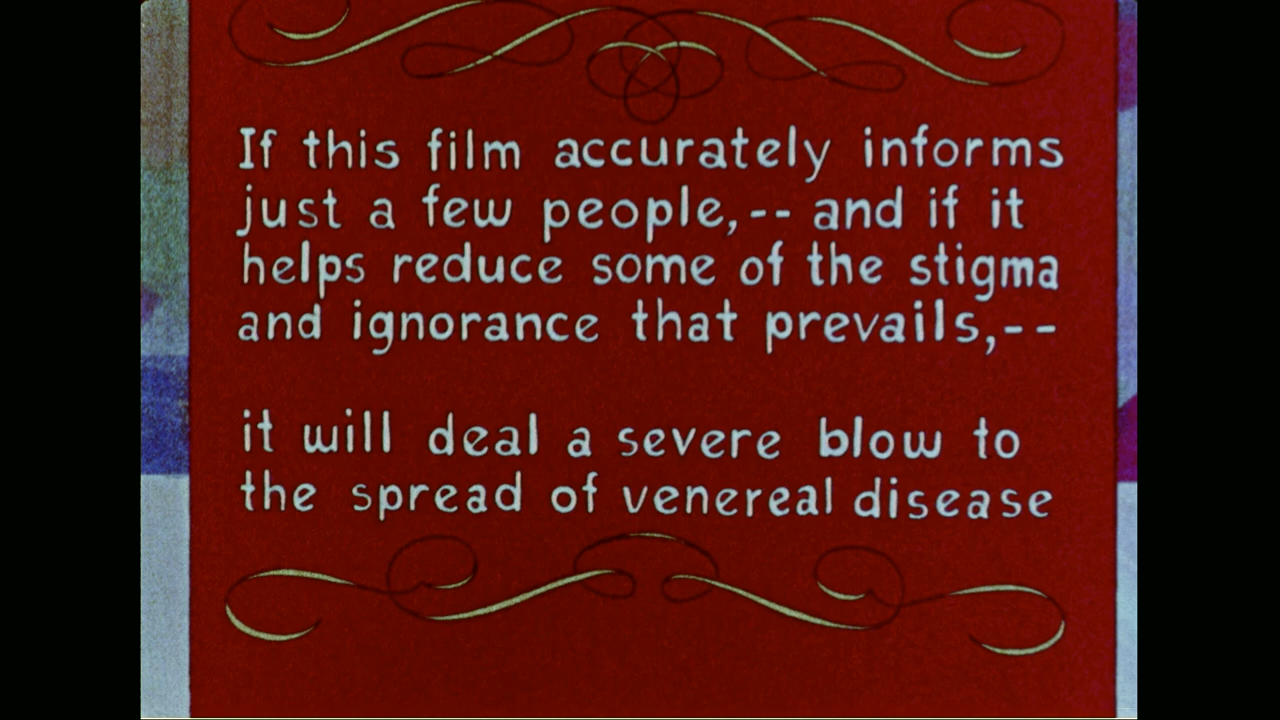 If this film accurately informs
just a few people,-- and if it
helps reduce some of the stigma
and ignorance that prevails,--
it will deal a severe blow to
the spread of venereal disease